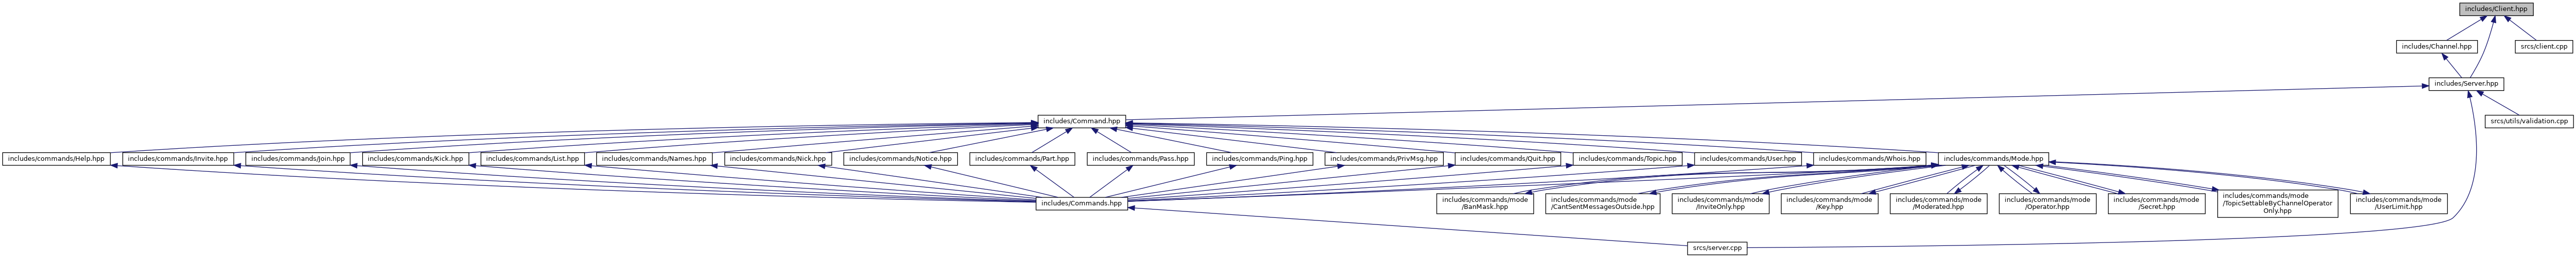 includes/Client.hpp
includes/Channel.hpp
srcs/client.cpp
includes/Server.hpp
includes/Command.hpp
srcs/utils/validation.cpp
includes/commands/Help.hpp
includes/commands/Invite.hpp
includes/commands/Join.hpp
includes/commands/Kick.hpp
includes/commands/List.hpp
includes/commands/Names.hpp
includes/commands/Nick.hpp
includes/commands/Notice.hpp
includes/commands/Part.hpp
includes/commands/Pass.hpp
includes/commands/Ping.hpp
includes/commands/PrivMsg.hpp
includes/commands/Quit.hpp
includes/commands/Topic.hpp
includes/commands/User.hpp
includes/commands/Whois.hpp
includes/commands/Mode.hpp
includes/Commands.hpp
includes/commands/mode
/BanMask.hpp
includes/commands/mode
/CantSentMessagesOutside.hpp
includes/commands/mode
/InviteOnly.hpp
includes/commands/mode
/Key.hpp
includes/commands/mode
/Moderated.hpp
includes/commands/mode
/Operator.hpp
includes/commands/mode
/Secret.hpp
includes/commands/mode
/TopicSettableByChannelOperator
Only.hpp
includes/commands/mode
/UserLimit.hpp
srcs/server.cpp